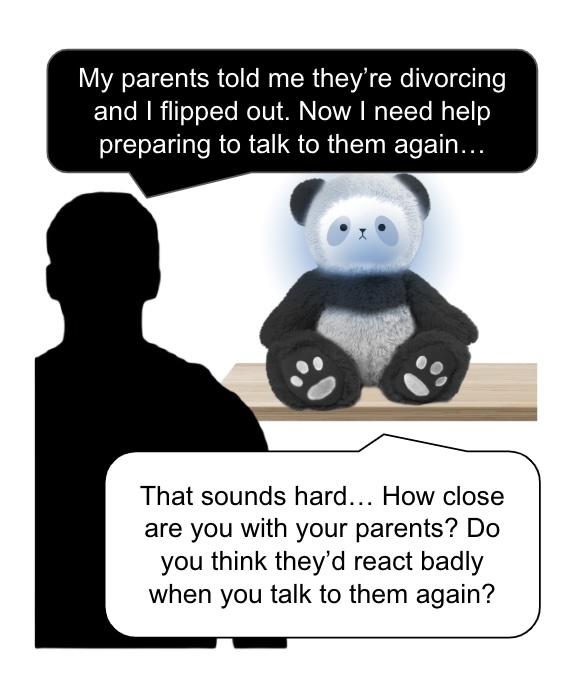 My parents told me they’re divorcing
and I flipped out. Now I need help
preparing to talk to them again…
That sounds hard… How close
are you with your parents? Do
you think they’d react badly
when you talk to them again?